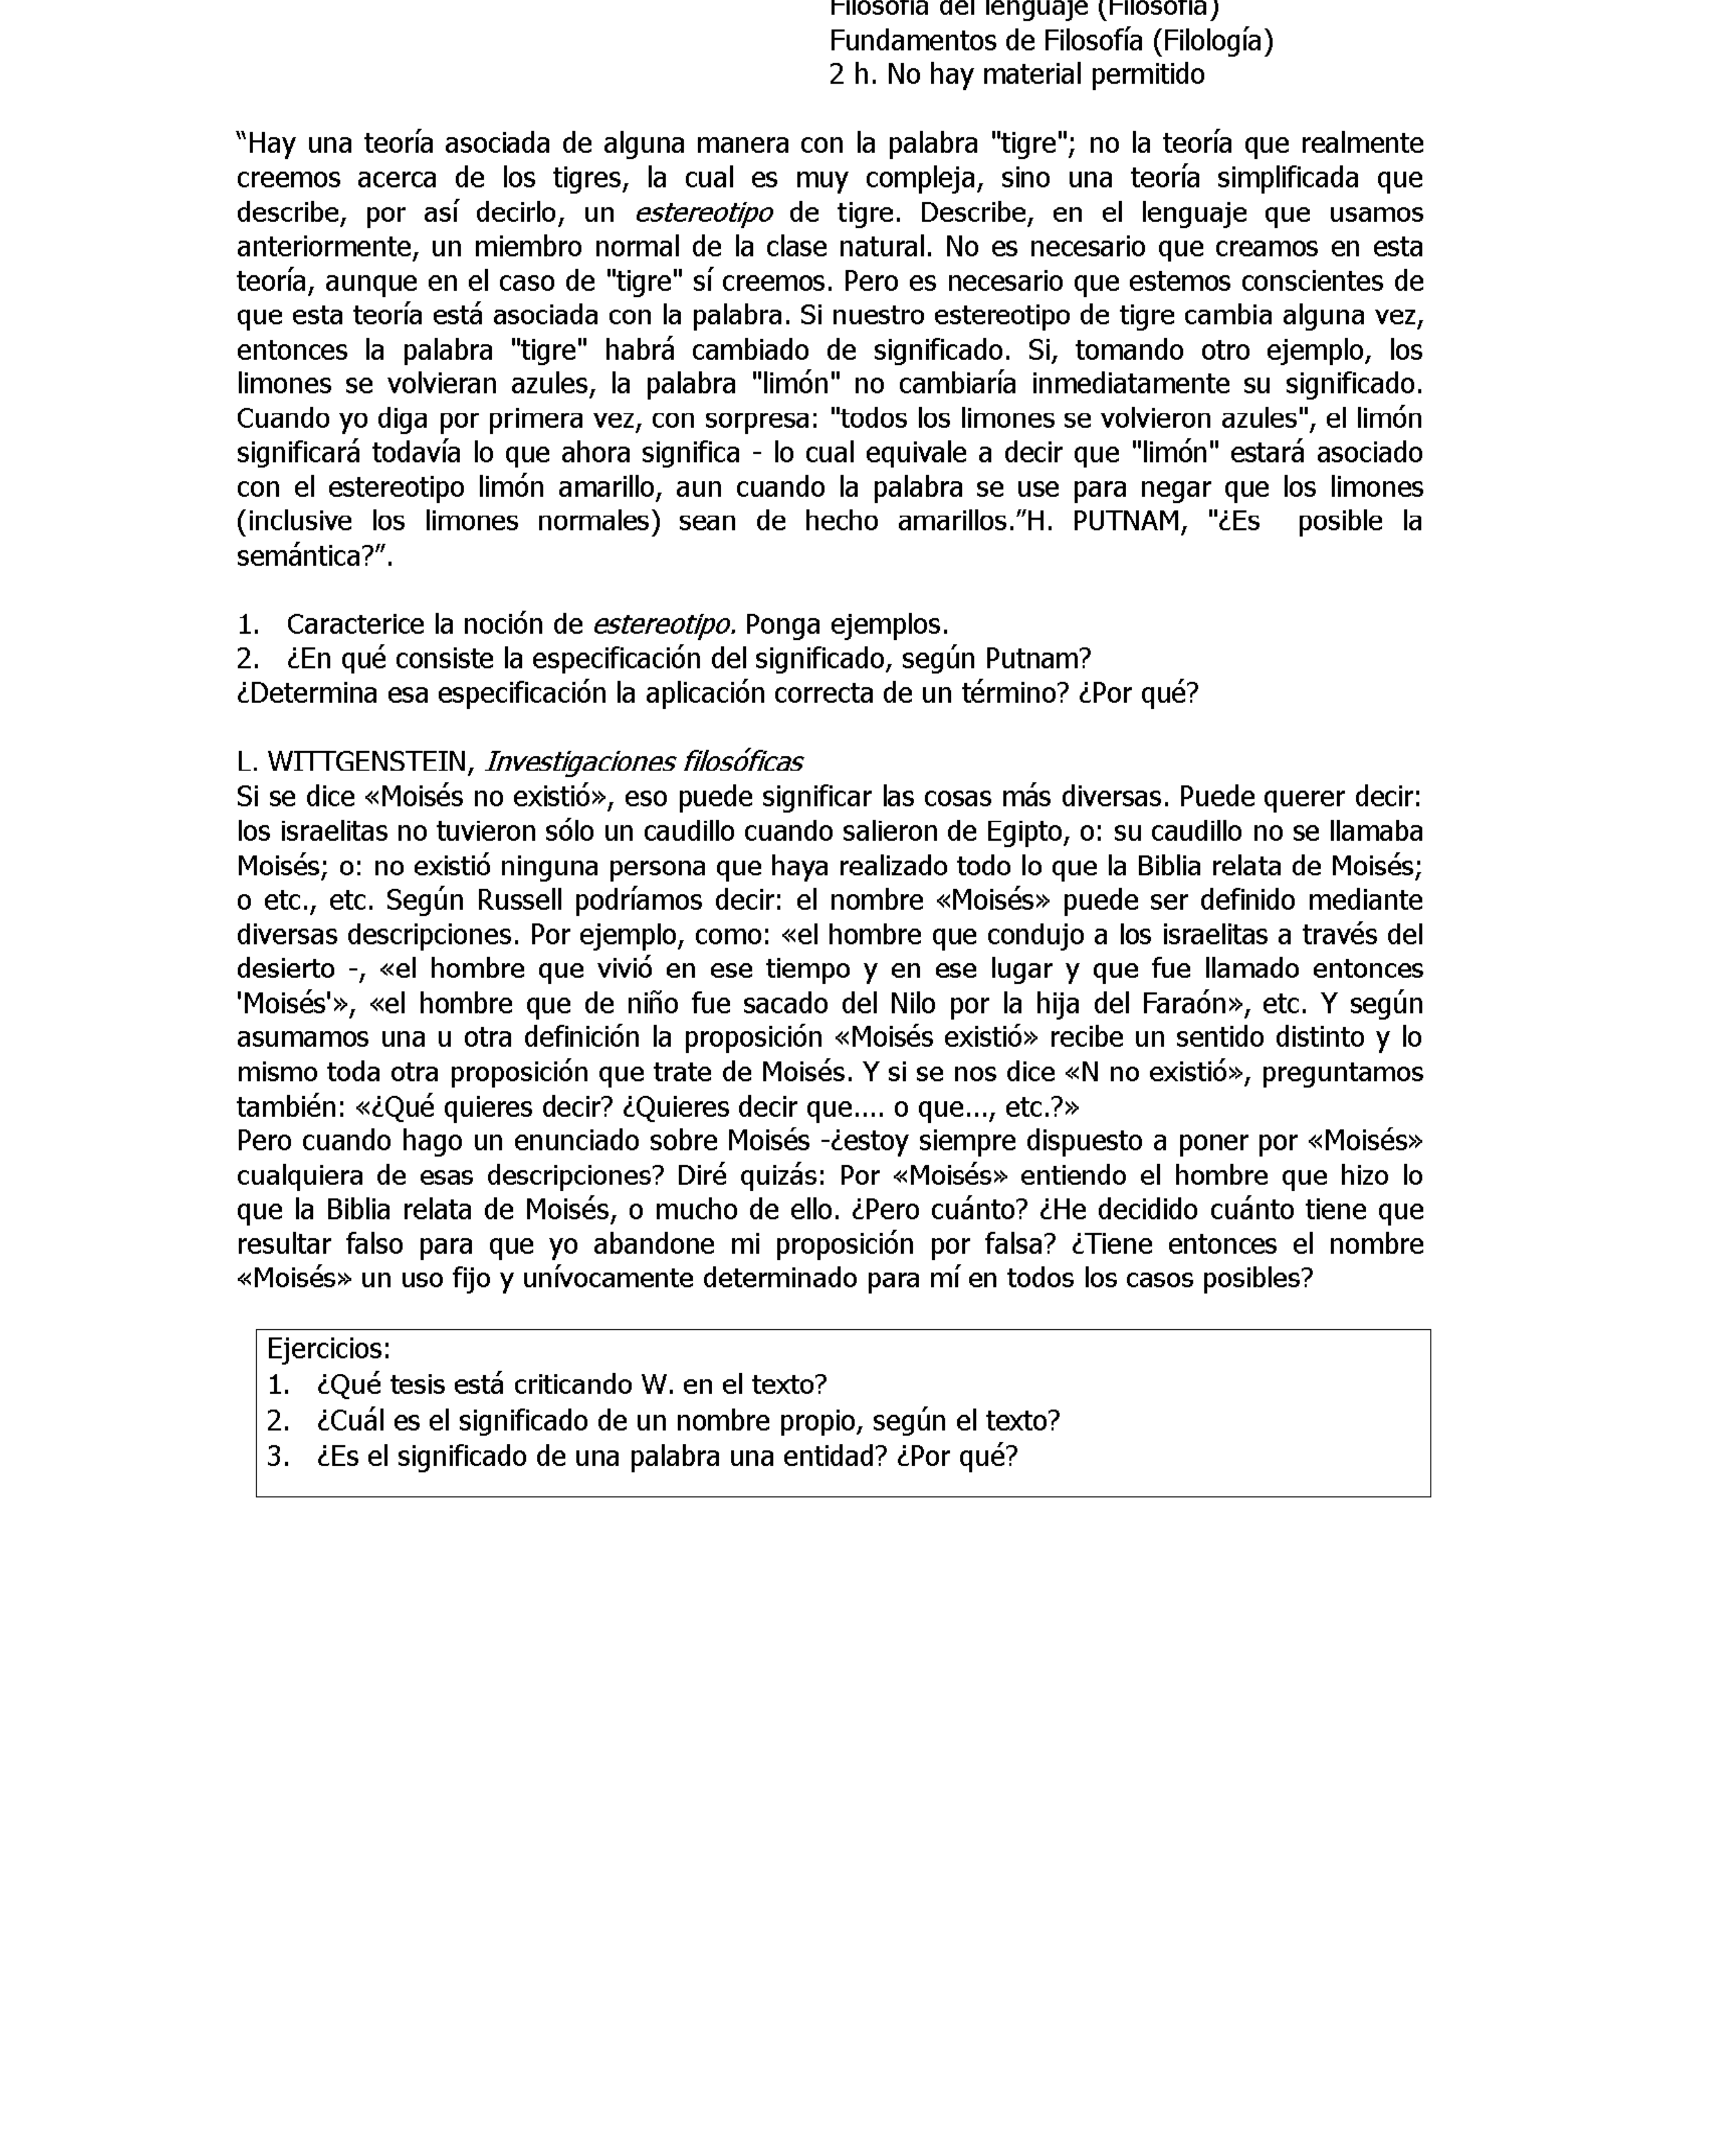 Filosofía del lenguaje (Filosofía)
Fundamentos de Filosofía (Filología)
2 h. No hay material permitido
“Hay una teoría asociada de alguna manera con la palabra "tigre"; no la teoría que realmente
creemos acerca de los tigres, la cual es muy compleja, sino una teoría simplificada que
describe, por así decirlo, un estereotipo de tigre. Describe, en el lenguaje que usamos
anteriormente, un miembro normal de la clase natural. No es necesario que creamos en esta
teoría, aunque en el caso de "tigre" sí creemos. Pero es necesario que estemos conscientes de
que esta teoría está asociada con la palabra. Si nuestro estereotipo de tigre cambia alguna vez,
entonces la palabra "tigre" habrá cambiado de significado. Si, tomando otro ejemplo, los
limones se volvieran azules, la palabra "limón" no cambiaría inmediatamente su significado.
Cuando yo diga por primera vez, con sorpresa: "todos los limones se volvieron azules", el limón
significará todavía lo que ahora significa - lo cual equivale a decir que "limón" estará asociado
con el estereotipo limón amarillo, aun cuando la palabra se use para negar que los limones
(inclusive los limones normales) sean de hecho amarillos.”H. PUTNAM, "¿Es posible la
semántica?”.
1. Caracterice la noción de estereotipo. Ponga ejemplos.
2. ¿En qué consiste la especificación del significado, según Putnam?
¿Determina esa especificación la aplicación correcta de un término? ¿Por qué?
L. WITTGENSTEIN, Investigaciones filosóficas
Si se dice «Moisés no existió», eso puede significar las cosas más diversas. Puede querer decir:
los israelitas no tuvieron sólo un caudillo cuando salieron de Egipto, o: su caudillo no se llamaba
Moisés; o: no existió ninguna persona que haya realizado todo lo que la Biblia relata de Moisés;
o etc., etc. Según Russell podríamos decir: el nombre «Moisés» puede ser definido mediante
diversas descripciones. Por ejemplo, como: «el hombre que condujo a los israelitas a través del
desierto -, «el hombre que vivió en ese tiempo y en ese lugar y que fue llamado entonces
'Moisés'», «el hombre que de niño fue sacado del Nilo por la hija del Faraón», etc. Y según
asumamos una u otra definición la proposición «Moisés existió» recibe un sentido distinto y lo
mismo toda otra proposición que trate de Moisés. Y si se nos dice «N no existió», preguntamos
también: «¿Qué quieres decir? ¿Quieres decir que.... o que..., etc.?»
Pero cuando hago un enunciado sobre Moisés -¿estoy siempre dispuesto a poner por «Moisés»
cualquiera de esas descripciones? Diré quizás: Por «Moisés» entiendo el hombre que hizo lo
que la Biblia relata de Moisés, o mucho de ello. ¿Pero cuánto? ¿He decidido cuánto tiene que
resultar falso para que yo abandone mi proposición por falsa? ¿Tiene entonces el nombre
«Moisés» un uso fijo y unívocamente determinado para mí en todos los casos posibles?
Ejercicios:
1. ¿Qué tesis está criticando W. en el texto?
2. ¿Cuál es el significado de un nombre propio, según el texto?
3. ¿Es el significado de una palabra una entidad? ¿Por qué?